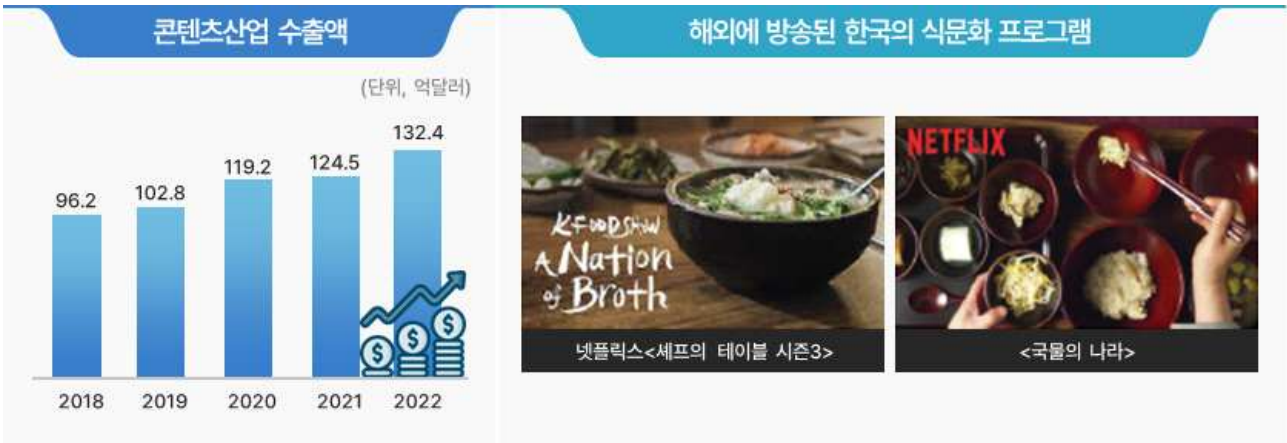 콘텐츠산업 수출액
(단위, 억달러)
96.2
102.8
119.2
124.5
132.4
2018 2019 2020 2021 2022
해외에 방송된 한국의 식문화 프로그램
K FOOD SHOW
A Nation
of Broth
넷플릭스<셰프의 테이블 시즌3>
NETFLIX
<국물의 나라>